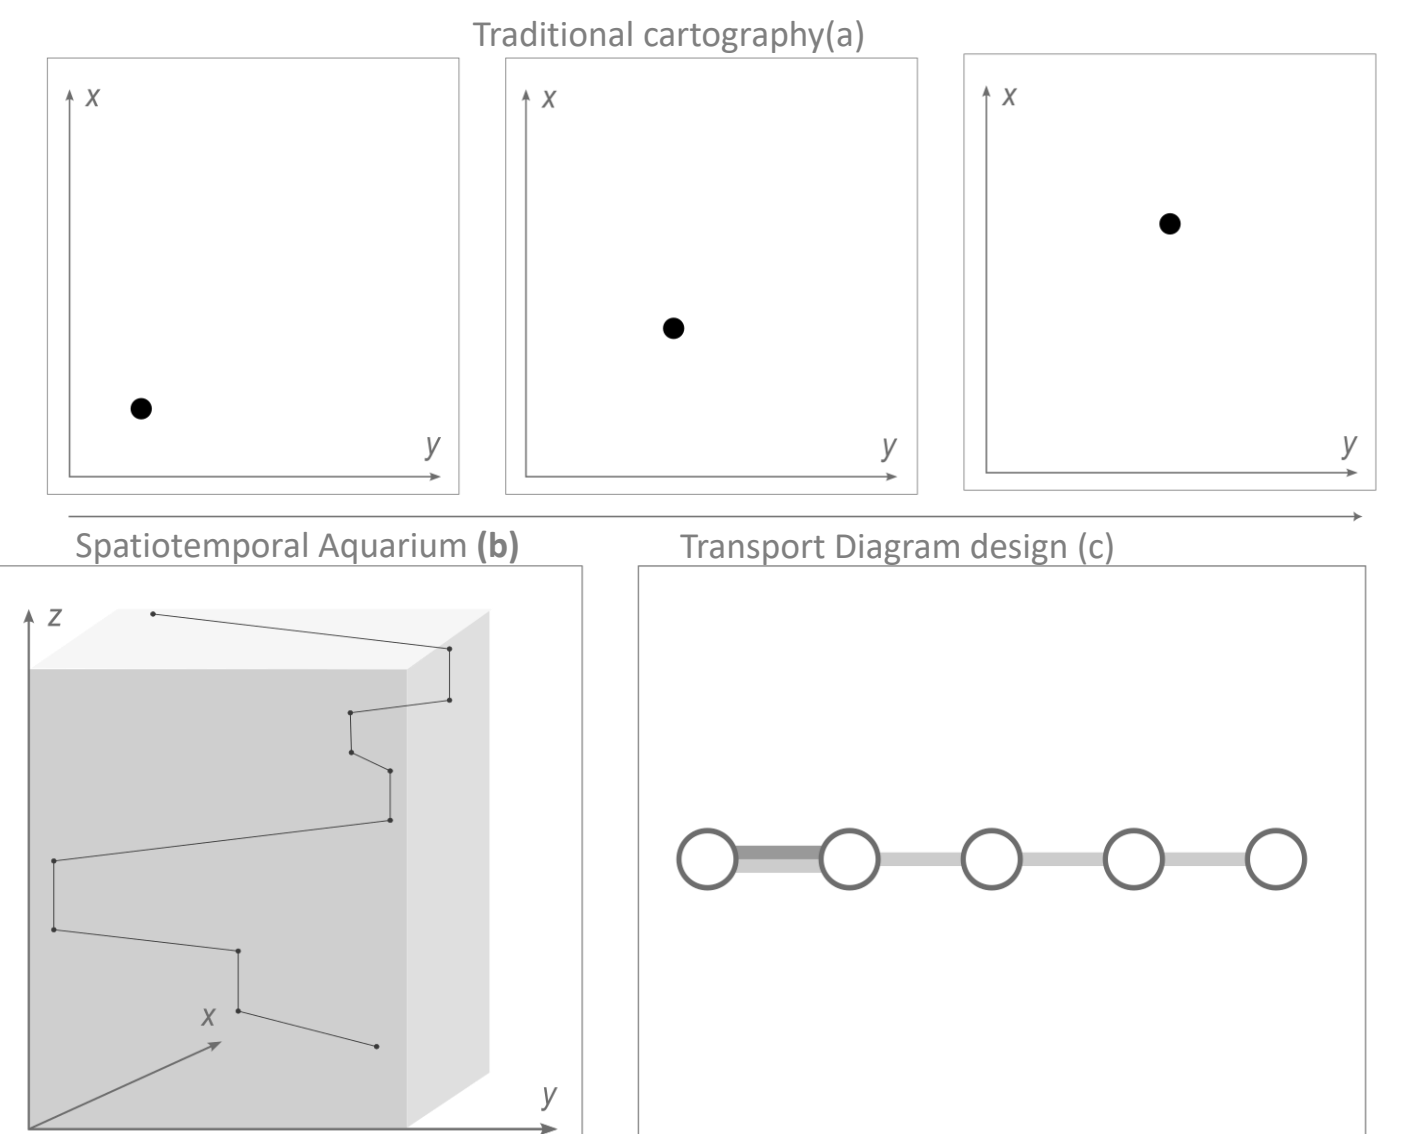 Traditional cartography(a)
x
x
x
y
y
y
Spatiotemporal Aquarium (b)
Transport Diagram design (c)
z
x
y